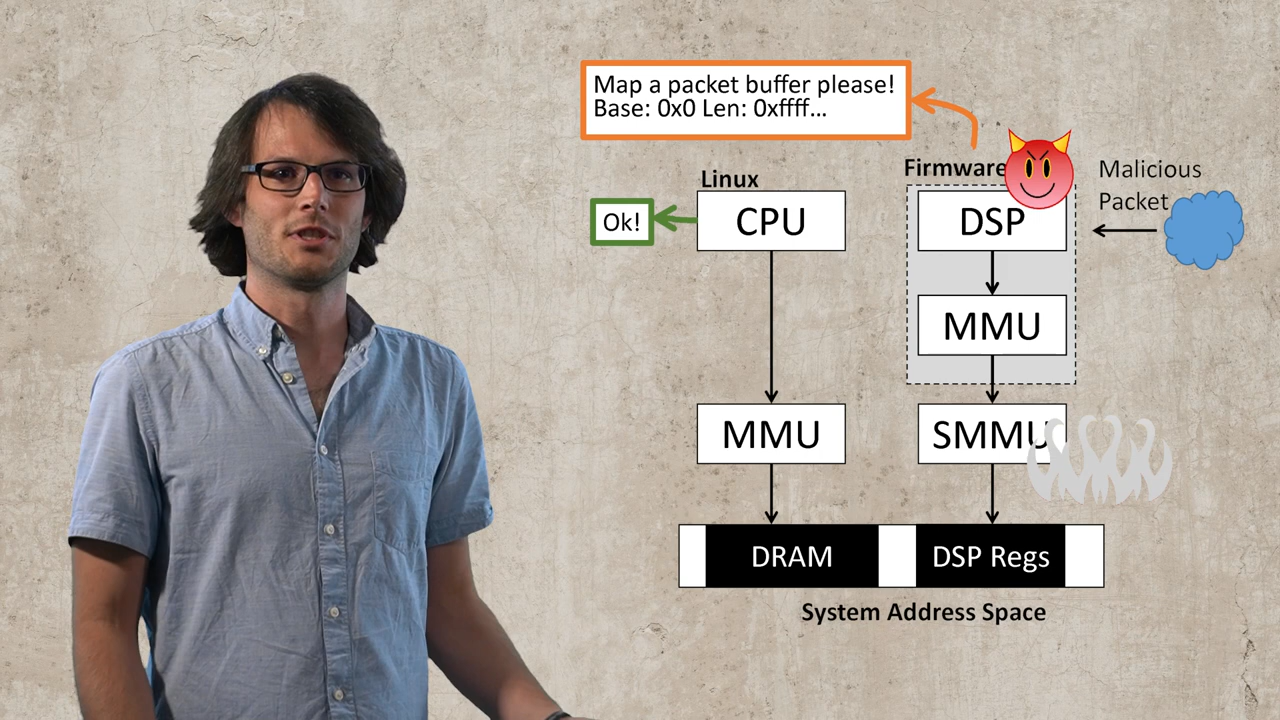 Map a packet buffer please!
Base: 0x0 Len: 0xffff...
Linux
Firmware
Malicious
Packet
Ok!
CPU
DSP
MMU
MMU
SMMU
DRAM
DSP Regs
System Address Space